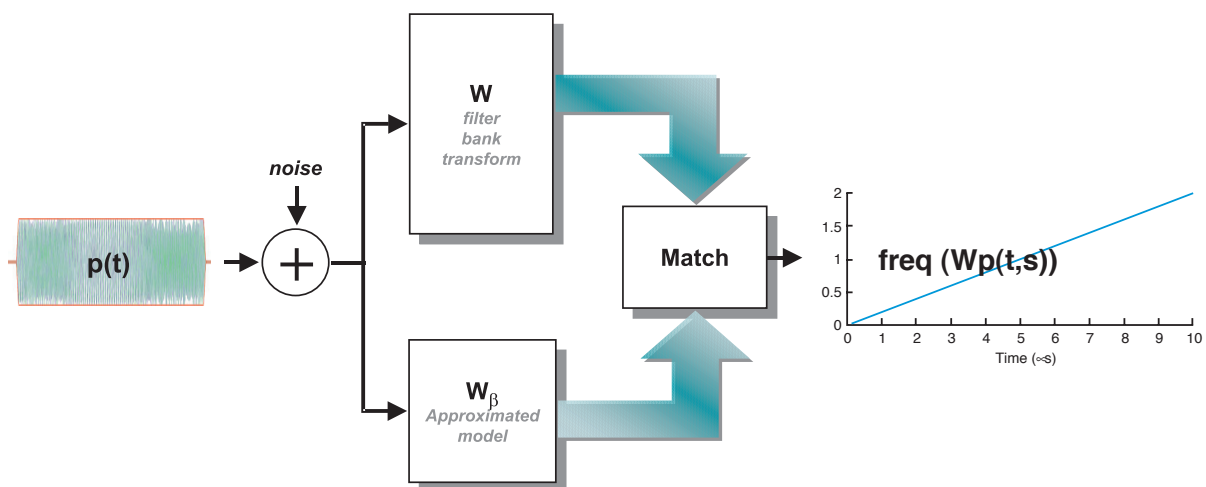 p(t)
noise
+
W
filter
bank
transform
W β
Approximated
model
Match
freq (Wp(t,s))
2
1.5
1
0.5
0
0 1 2 3 4 5 6 7 8 9 10
Time (∝s)